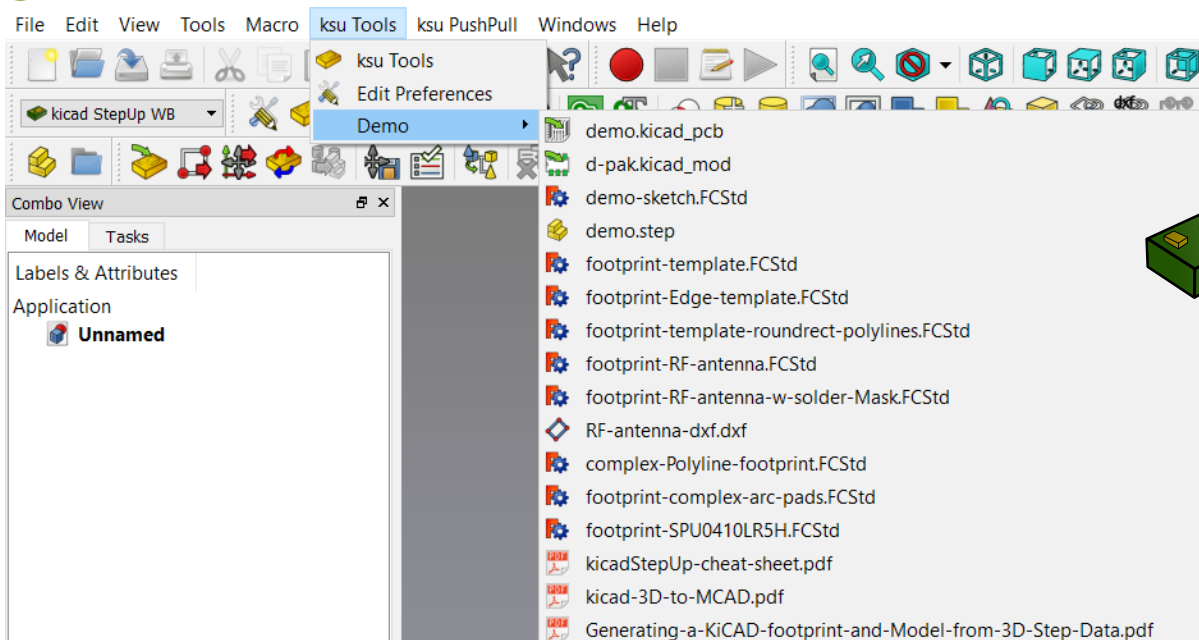 File Edit View Tools Macro ksu Tools ksu PushPull Windows Help
ksu Tools
Edit Preferences
Demo
kicad StepUp WB
demo.kicad_pcb
d-pak.kicad_mod
demo-sketch.FCStd
demo.step
footprint-template.FCStd
footprint-Edge-template.FCStd
footprint-template-roundrect-polylines.FCStd
footprint-RF-antenna.FCStd
footprint-RF-antenna-w-solder-Mask.FCStd
RF-antenna-dxf.dxf
complex-Polyline-footprint.FCStd
footprint-complex-arc-pads.FCStd
footprint-SPU0410LR5H.FCStd
kicadStepUp-cheat-sheet.pdf
kicad-3D-to-MCAD.pdf
Generating-a-KiCAD-footprint-and-Model-from-3D-Step-Data.pdf
Combo View
Model Tasks
Labels & Attributes
Application
Unnamed